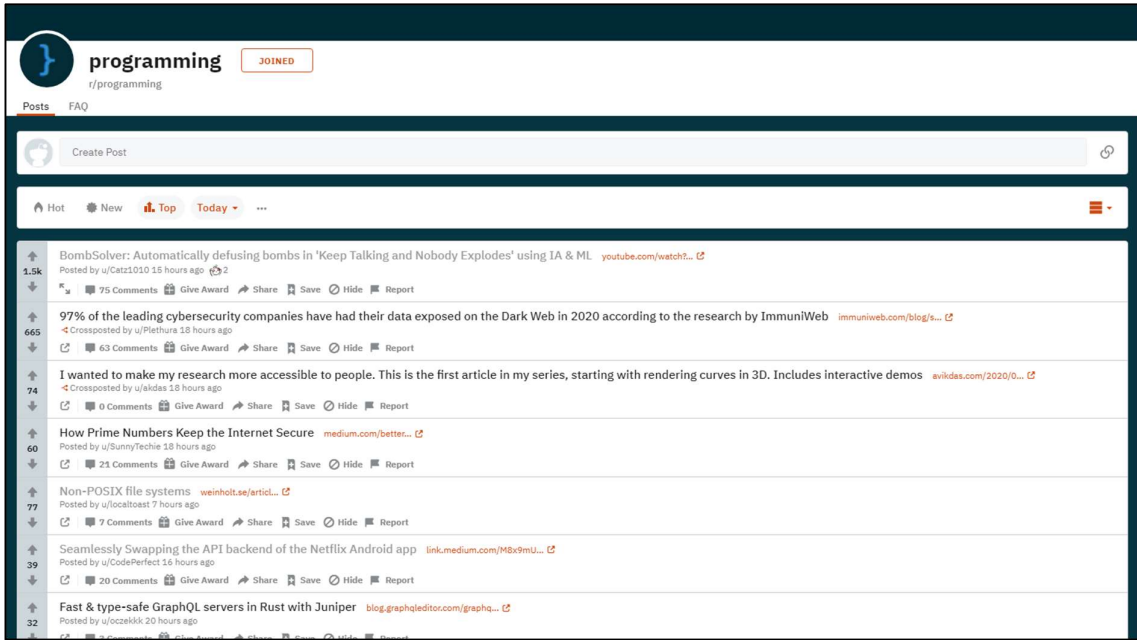 }
programming JOINED
r/programming
Posts FAQ
Create Post
Hot New Top Today ...
BombSolver: Automatically defusing bombs in 'Keep Talking and Nobody Explodes' using IA & ML youtube.com/watch?...
1.5k Posted by u/Catz1010 15 hours ago 2
75 Comments Give Award Share Save Hide Report
97% of the leading cybersecurity companies have had their data exposed on the Dark Web in 2020 according to the research by ImmuniWeb immuniweb.com/blog/s...
665 Crossposted by u/Plethura 18 hours ago
63 Comments Give Award Share Save Hide Report
I wanted to make my research more accessible to people. This is the first article in my series, starting with rendering curves in 3D. Includes interactive demos avikdas.com/2020/0...
74 Crossposted by u/akdas 18 hours ago
0 Comments Give Award Share Save Hide Report
How Prime Numbers Keep the Internet Secure medium.com/better...
60 Posted by u/SunnyTechie 18 hours ago
21 Comments Give Award Share Save Hide Report
Non-POSIX file systems weinholt.se/articl...
77 Posted by u/localtoast 7 hours ago
7 Comments Give Award Share Save Hide Report
Seamlessly Swapping the API backend of the Netflix Android app link.medium.com/M8x9mU...
39 Posted by u/CodePerfect 16 hours ago
20 Comments Give Award Share Save Hide Report
Fast & type-safe GraphQL servers in Rust with Juniper blog.graphqleditor.com/graphq...
32 Posted by u/oczekkk 20 hours ago
Comments Give Award Share Save Hide Report